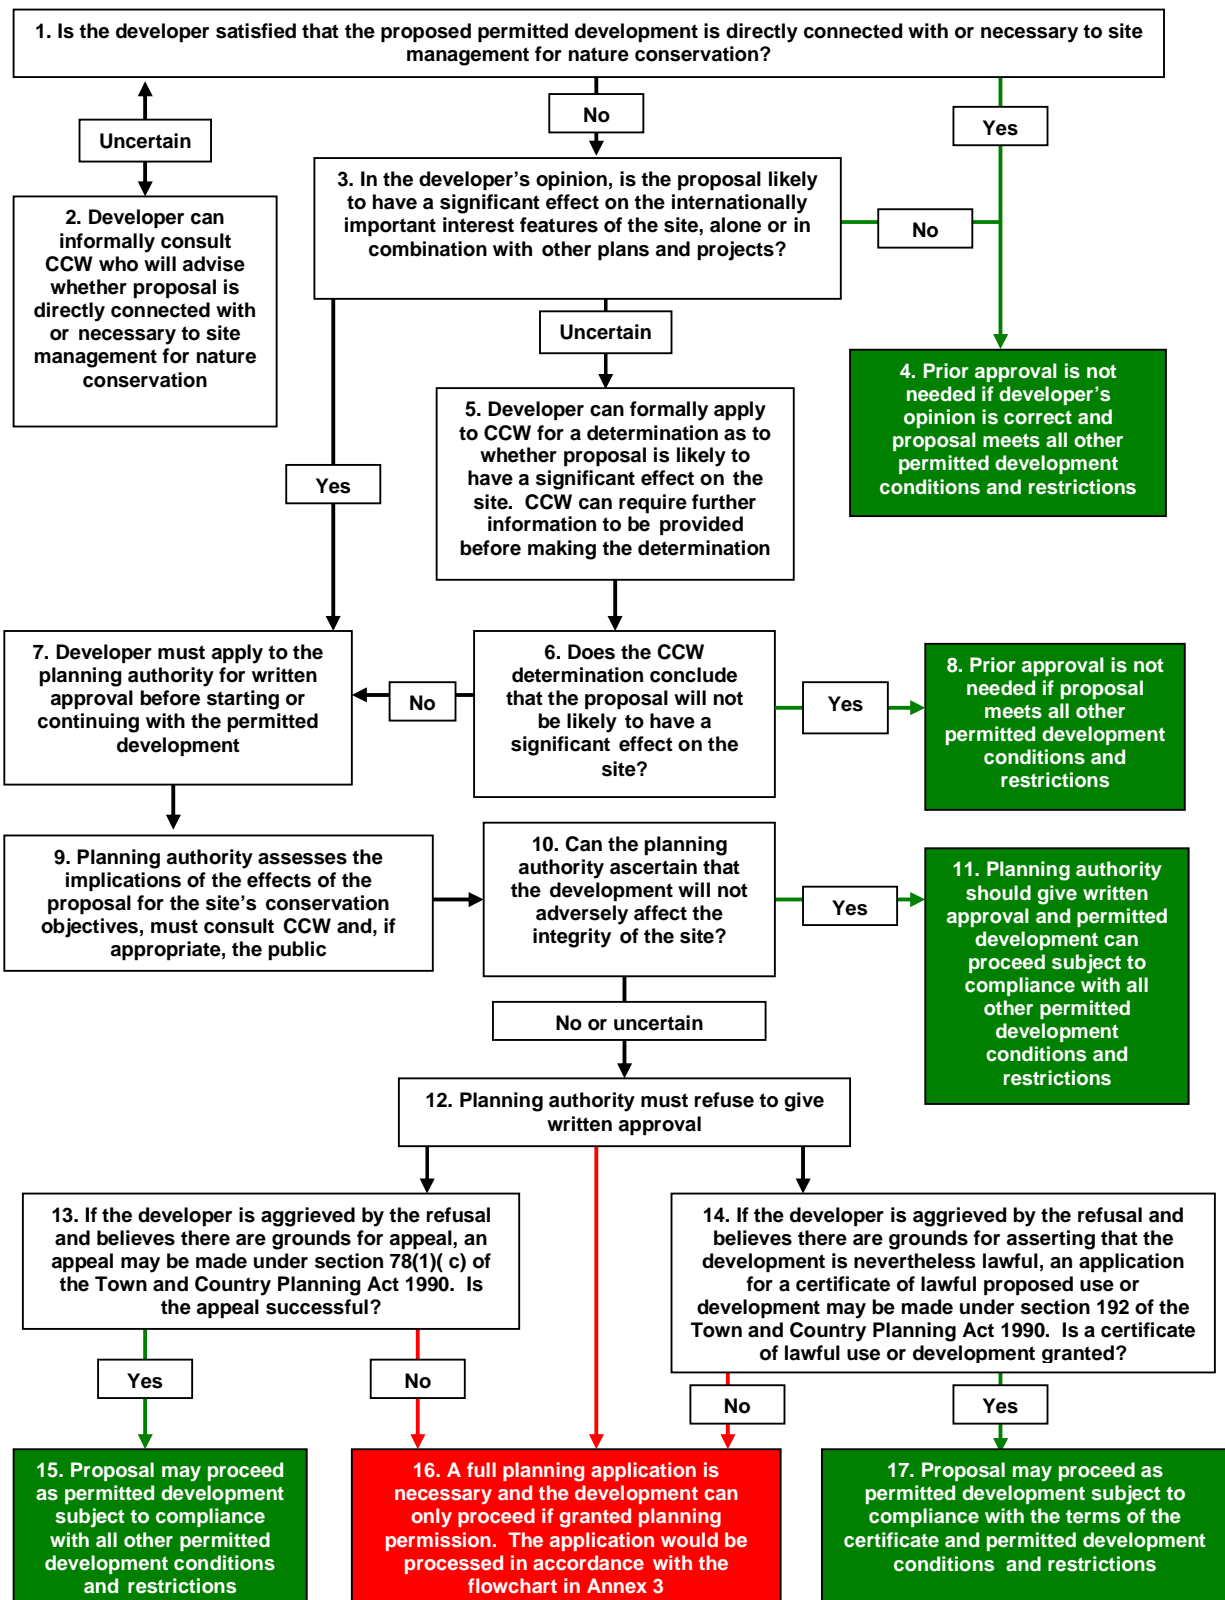 1. Is the developer satisfied that the proposed permitted development is directly connected with or necessary to site
management for nature conservation?
No
Yes
Uncertain
3. In the developer's opinion, is the proposal likely
to have a significant effect on the internationally
important interest features of the site, alone or in
combination with other plans and projects?
No
2. Developer can
informally consult
CCW who will advise
whether proposal is
directly connected with
or necessary to site
management for nature
conservation
Uncertain
4. Prior approval is not
needed if developer's
opinion is correct and
proposal meets all other
permitted development
conditions and restrictions
5. Developer can formally apply
to CCW for a determination as to
whether proposal is likely to
have a significant effect on the
site. CCW can require further
information to be provided
before making the determination
Yes
7. Developer must apply to the
planning authority for written
approval before starting or
continuing with the permitted
development
No
6. Does the CCW
determination conclude
that the proposal will not
be likely to have a
significant effect on the
site?
Yes
8. Prior approval is not
needed if proposal
meets all other
permitted development
conditions and
restrictions
9. Planning authority assesses the
implications of the effects of the
proposal for the site's conservation
objectives, must consult CCW and, if
appropriate, the public
10. Can the planning
authority ascertain that
the development will not
adversely affect the
integrity of the site?
Yes
11. Planning authority
should give written
approval and permitted
development can
proceed subject to
compliance with all
other permitted
development
conditions and
restrictions
No or uncertain
12. Planning authority must refuse to give
written approval
13. If the developer is aggrieved by the refusal
and believes there are grounds for appeal, an
appeal may be made under section 78(1)( c) of
the Town and Country Planning Act 1990. Is
the appeal successful?
14. If the developer is aggrieved by the refusal and
believes there are grounds for asserting that the
development is nevertheless lawful, an application
for a certificate of lawful proposed use or
development may be made under section 192 of the
Town and Country Planning Act 1990. Is a certificate
of lawful use or development granted?
Yes
No
No
Yes
15. Proposal may proceed
as permitted development
subject to compliance
with all other permitted
development conditions
and restrictions
16. A full planning application is
necessary and the development can
only proceed if granted planning
permission. The application would be
processed in accordance with the
flowchart in Annex 3
17. Proposal may proceed as
permitted development subject to
compliance with the terms of the
certificate and permitted development
conditions and restrictions